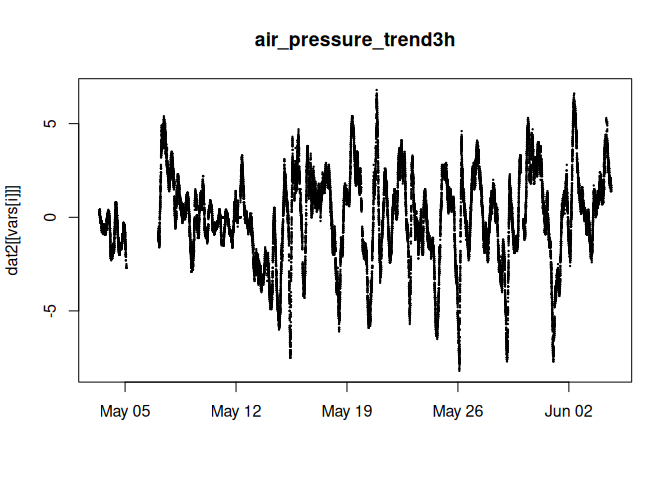 air_pressure_trend3h
dat2[[vars[i]]]
5
0
-5
May 05
May 12
May 19
May 26
Jun 02